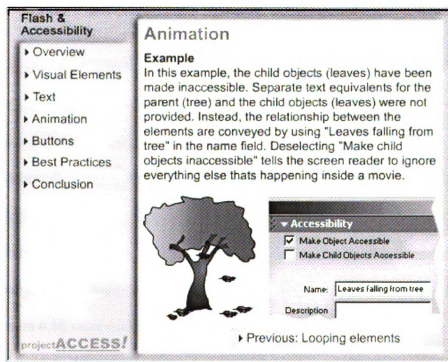 Flash &
Accessibility
Overview
Visual Elements
Text
Animation
Buttons
Best Practices
Conclusion
projectACCESS!
Animation
Example
In this example, the child objects (leaves) have been
made inaccessible. Separate text equivalents for the
parent (tree) and the child objects (leaves) were not
provided. Instead, the relationship between the
elements are conveyed by using "Leaves falling from
tree" in the name field. Deselecting "Make child
objects inaccessible" tells the screen reader to ignore
everything else thats happening inside a movie.
Accessibility
Make Object Accessible
Make Child Objects Accessible
Name: Leaves falling from tree
Description
Previous: Looping elements